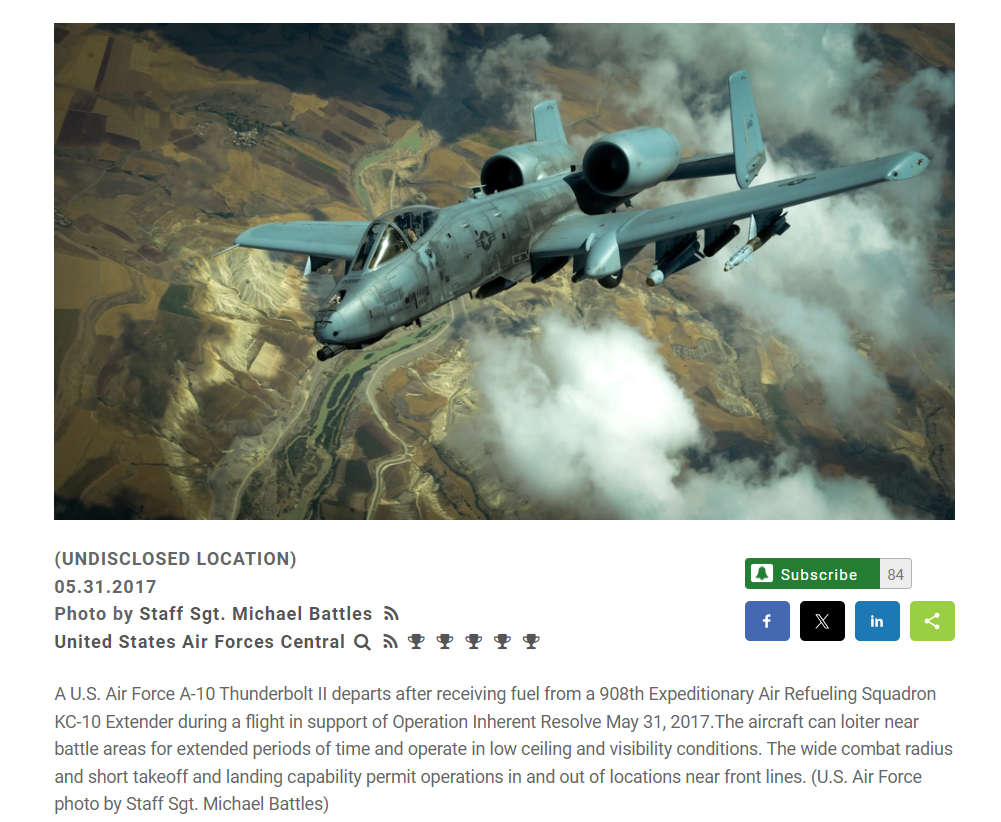 (UNDISCLOSED LOCATION)
05.31.2017
Photo by Staff Sgt. Michael Battles
United States Air Forces Central
Subscribe 84
f X in
A U.S. Air Force A-10 Thunderbolt II departs after receiving fuel from a 908th Expeditionary Air Refueling Squadron
KC-10 Extender during a flight in support of Operation Inherent Resolve May 31, 2017.The aircraft can loiter near
battle areas for extended periods of time and operate in low ceiling and visibility conditions. The wide combat radius
and short takeoff and landing capability permit operations in and out of locations near front lines. (U.S. Air Force
photo by Staff Sgt. Michael Battles)